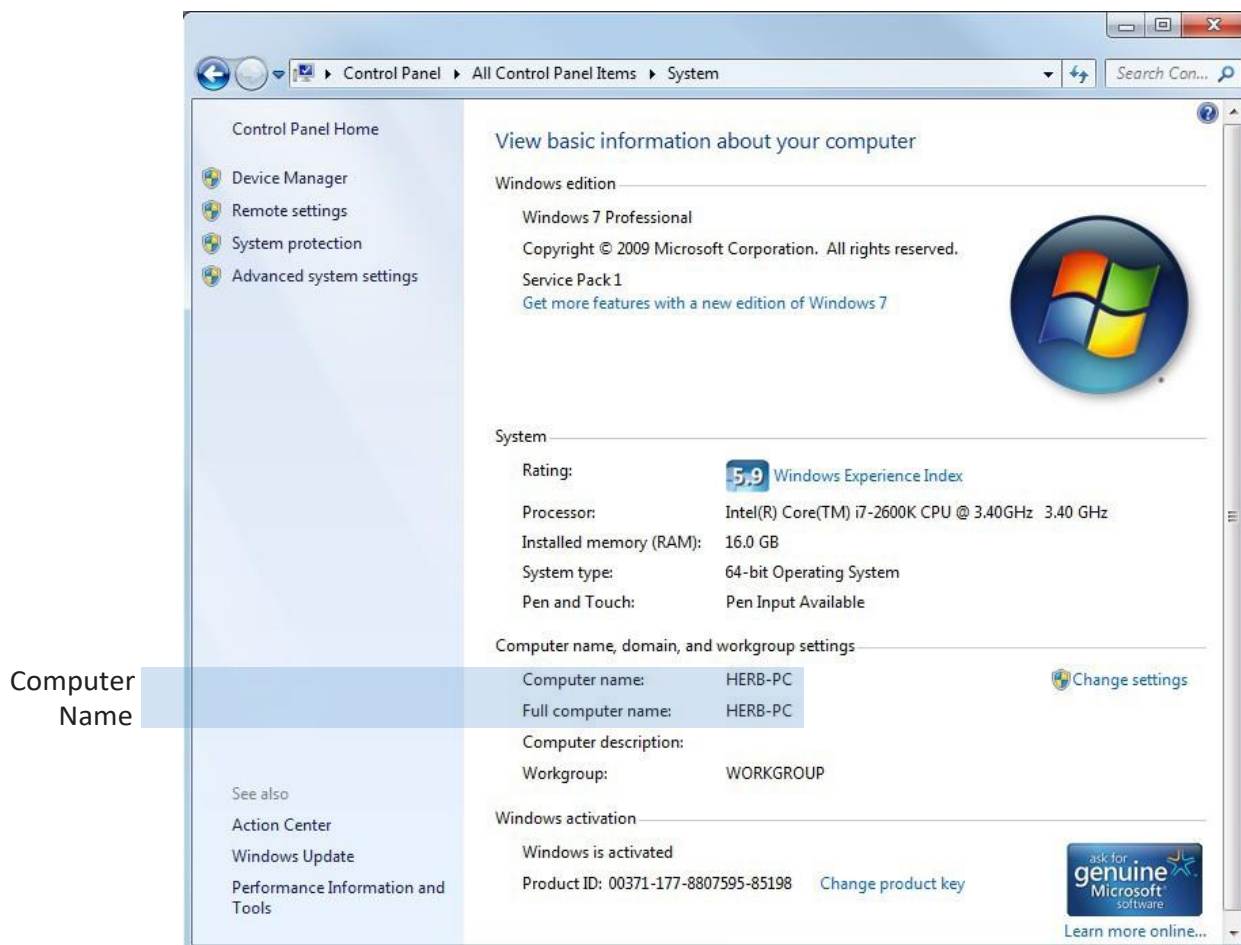 Control Panel ▸ All Control Panel Items ▸ System
Search Con...
Control Panel Home
Device Manager
Remote settings
System protection
Advanced system settings
View basic information about your computer
Windows edition
Windows 7 Professional
Copyright © 2009 Microsoft Corporation.  All rights reserved.
Service Pack 1
Get more features with a new edition of Windows 7
System
Rating: 5.9 Windows Experience Index
Processor: Intel(R) Core(TM) i7-2600K CPU @ 3.40GHz 3.40 GHz
Installed memory (RAM): 16.0 GB
System type: 64-bit Operating System
Pen and Touch: Pen Input Available
Computer name, domain, and workgroup settings
Computer
Name
Computer name: HERB-PC Change settings
Full computer name: HERB-PC
Computer description:
Workgroup: WORKGROUP
See also
Action Center
Windows Update
Performance Information and
Tools
Windows activation
Windows is activated
Product ID: 00371-177-8807595-85198 Change product key
ask for
genuine
Microsoft
software
Learn more online...